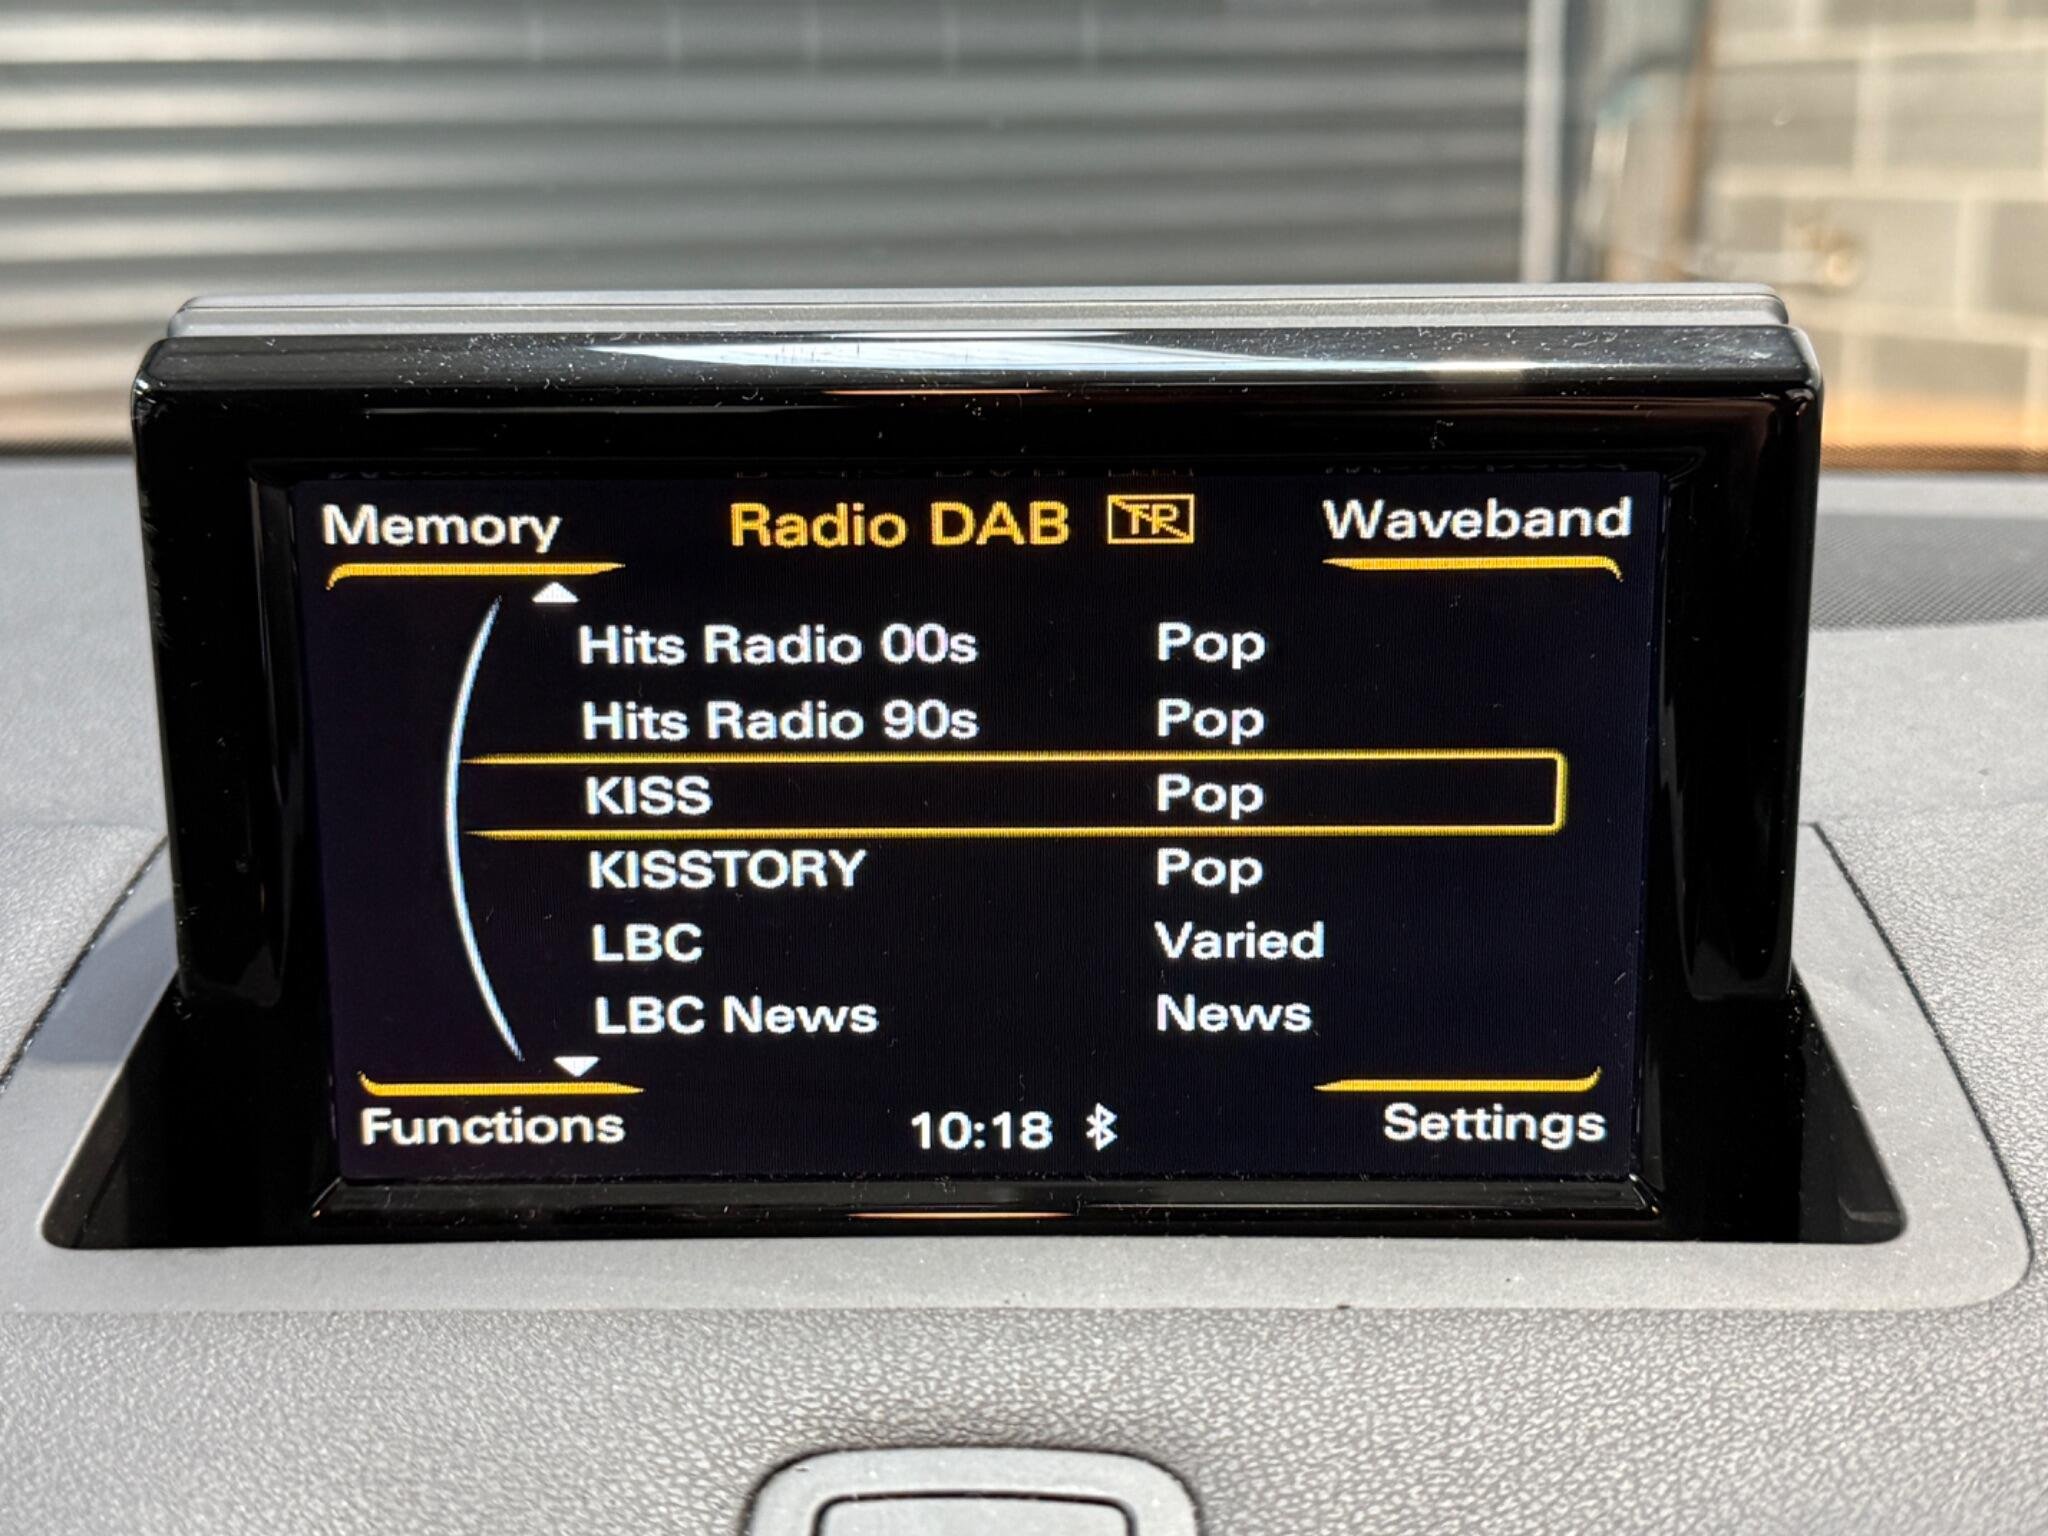 Memory Radio DAB TP Waveband
Hits Radio 00s Pop
Hits Radio 90s Pop
KISS Pop
KISSTORY Pop
LBC Varied
LBC News News
Functions 10:18 Settings